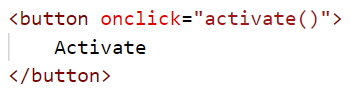 <button onclick="activate()">
    Activate
</button>